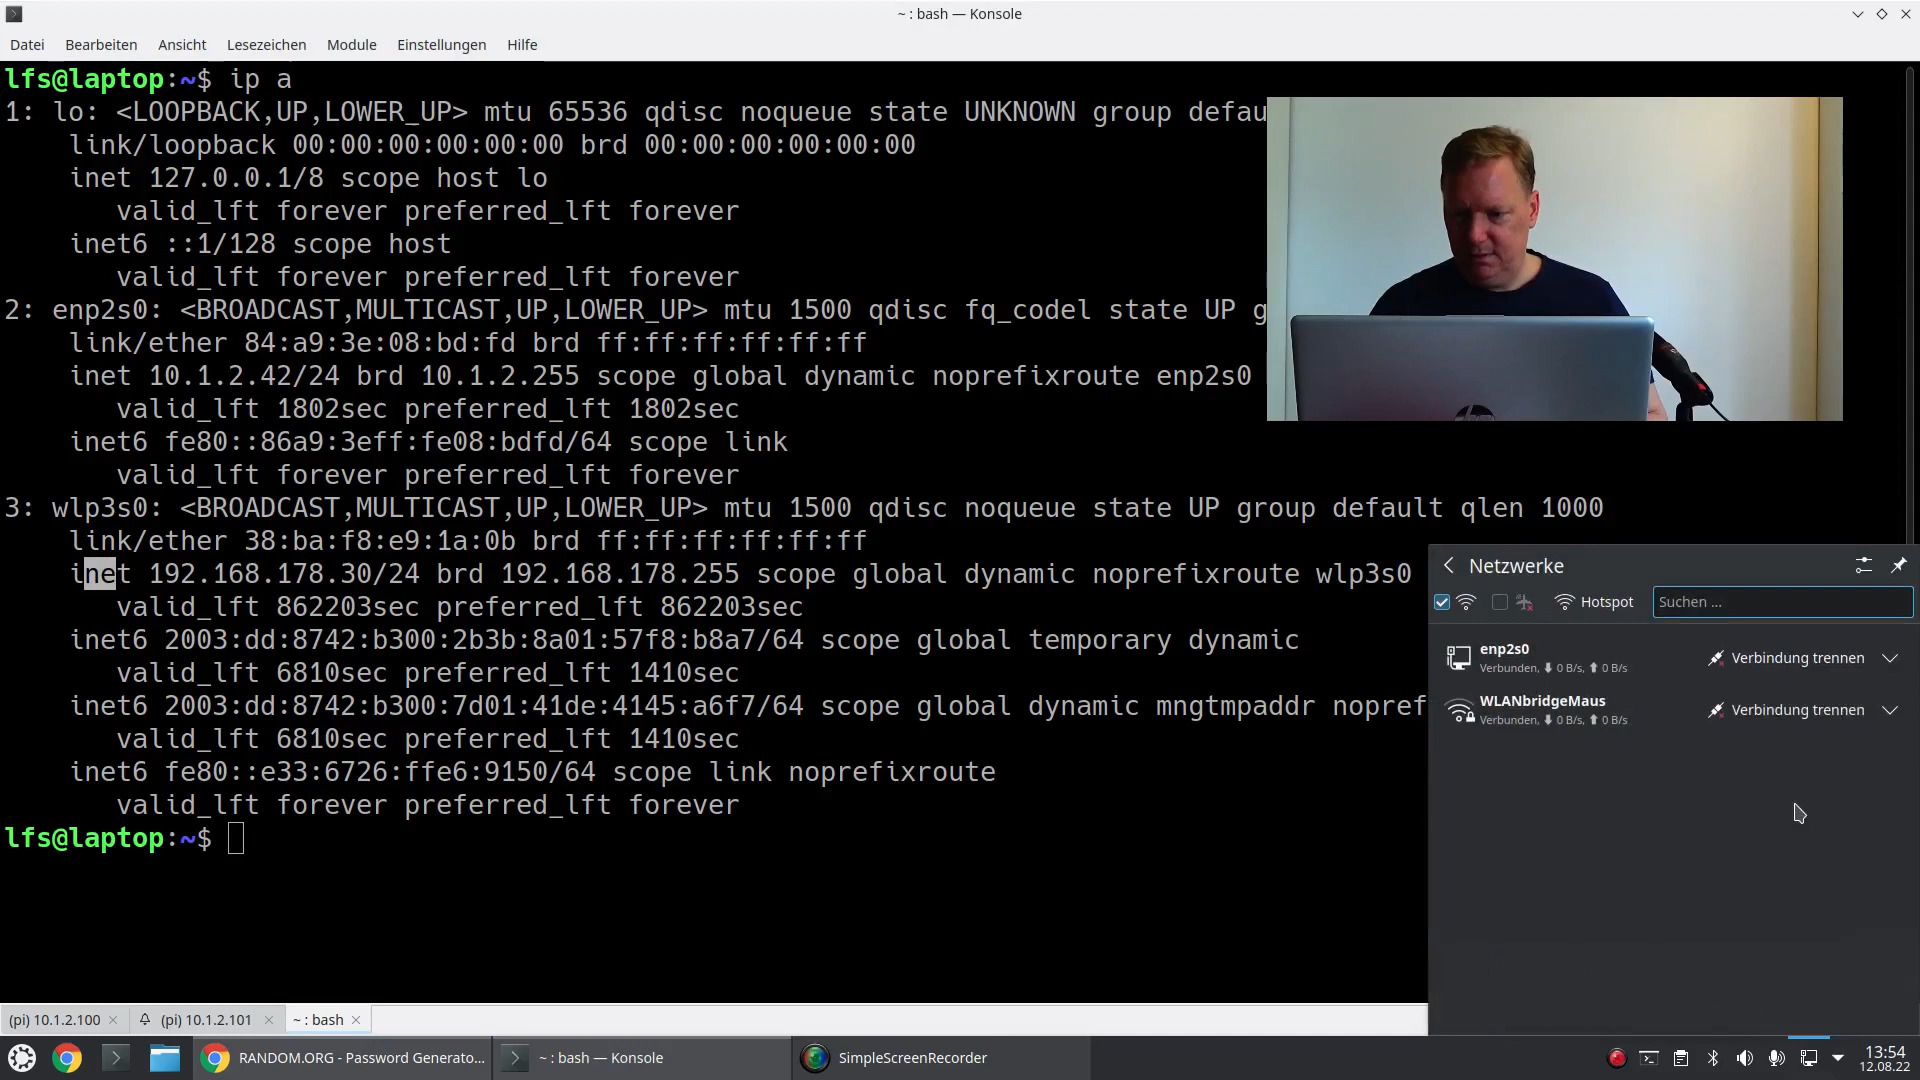 ~ : bash — Konsole
Datei Bearbeiten Ansicht Lesezeichen Module Einstellungen Hilfe
lfs@laptop:~$ ip a
1: lo: <LOOPBACK,UP,LOWER_UP> mtu 65536 qdisc noqueue state UNKNOWN group defau
link/loopback 00:00:00:00:00:00 brd 00:00:00:00:00:00
inet 127.0.0.1/8 scope host lo
valid_lft forever preferred_lft forever
inet6 ::1/128 scope host
valid_lft forever preferred_lft forever
2: enp2s0: <BROADCAST,MULTICAST,UP,LOWER_UP> mtu 1500 qdisc fq_codel state UP g
link/ether 84:a9:3e:08:bd:fd brd ff:ff:ff:ff:ff:ff
inet 10.1.2.42/24 brd 10.1.2.255 scope global dynamic noprefixroute enp2s0
valid_lft 1802sec preferred_lft 1802sec
inet6 fe80::86a9:3eff:fe08:bdfd/64 scope link
valid_lft forever preferred_lft forever
3: wlp3s0: <BROADCAST,MULTICAST,UP,LOWER_UP> mtu 1500 qdisc noqueue state UP group default qlen 1000
link/ether 38:ba:f8:e9:1a:0b brd ff:ff:ff:ff:ff:ff
inet 192.168.178.30/24 brd 192.168.178.255 scope global dynamic noprefixroute wlp3s0
valid_lft 862203sec preferred_lft 862203sec
inet6 2003:dd:8742:b300:2b3b:8a01:57f8:b8a7/64 scope global temporary dynamic
valid_lft 6810sec preferred_lft 1410sec
inet6 2003:dd:8742:b300:7d01:41de:4145:a6f7/64 scope global dynamic mngtmpaddr nopref
valid_lft 6810sec preferred_lft 1410sec
inet6 fe80::e33:6726:ffe6:9150/64 scope link noprefixroute
valid_lft forever preferred_lft forever
lfs@laptop:~$
Netzwerke
Hotspot Suchen ...
enp2s0
Verbunden, ⬇ 0 B/s, ⬆ 0 B/s
Verbindung trennen
WLANbridgeMaus
Verbunden, ⬇ 0 B/s, ⬆ 0 B/s
Verbindung trennen
(pi) 10.1.2.100 (pi) 10.1.2.101 ~ : bash
RANDOM.ORG - Password Generato... ~ : bash — Konsole SimpleScreenRecorder
13:54
12.08.22
hp